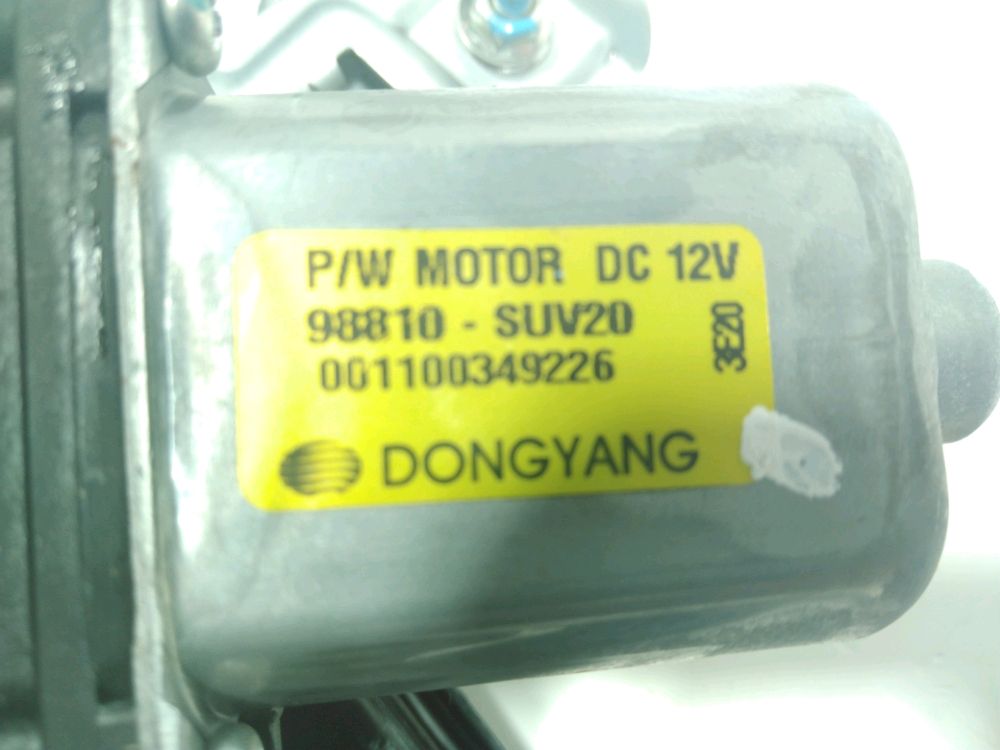 P/W MOTOR DC 12V
98810 - SUV20
001100349226
3E20
DONGYANG